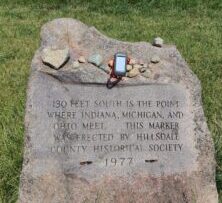 130 FEET SOUTH IS THE POINT
WHERE INDIANA, MICHIGAN, AND
OHIO MEET. THIS MARKER
WAS ERECTED BY HILLSDALE
COUNTY HISTORICAL SOCIETY
1977